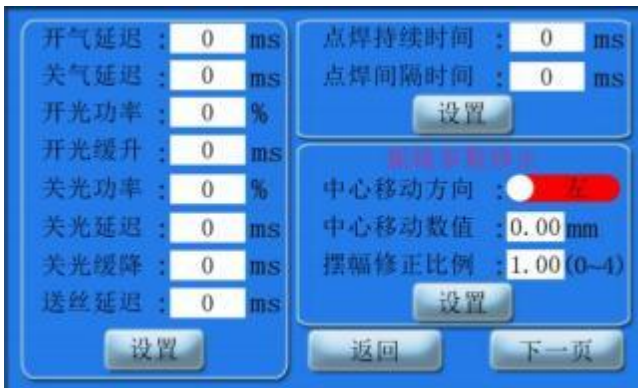 开气延迟 : 0 ms
关气延迟 : 0 ms
开光功率 : 0 %
开光缓升 : 0 ms
关光功率 : 0 %
关光延迟 : 0 ms
关光缓降 : 0 ms
送丝延迟 : 0 ms
设置
点焊持续时间 : 0 ms
点焊间隔时间 : 0 ms
设置
中心移动方向 : 左
中心移动数值 : 0.00 mm
摆幅修正比例 : 1.00 (0~4)
设置
返回
下一页